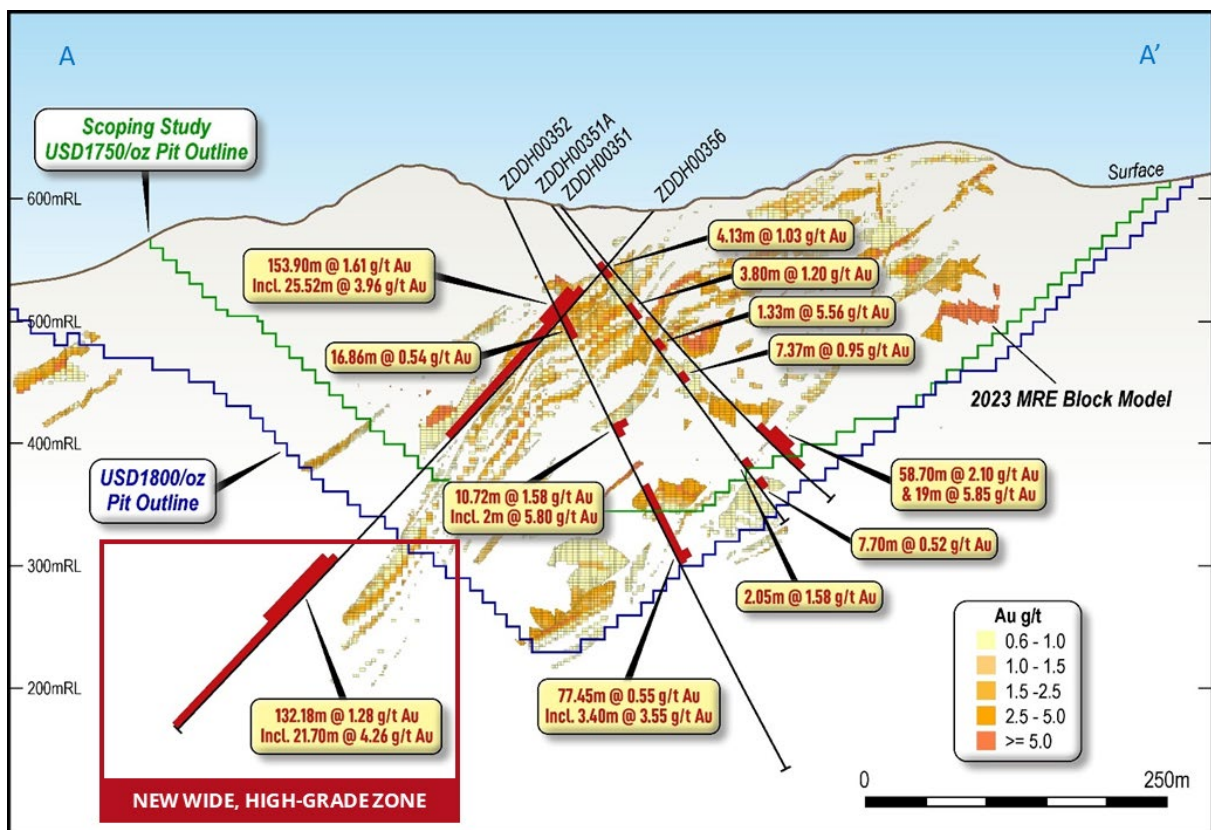 A
A'
Scoping Study
USD1750/oz Pit Outline
ZDDH00352
ZDDH00351A
ZDDH00351
ZDDH00356
Surface
600mRL
4.13m @ 1.03 g/t Au
153.90m @ 1.61 g/t Au
Incl. 25.52m @ 3.96 g/t Au
3.80m @ 1.20 g/t Au
500mRL
1.33m @ 5.56 g/t Au
16.86m @ 0.54 g/t Au
7.37m @ 0.95 g/t Au
2023 MRE Block Model
400mRL
USD1800/oz
Pit Outline
10.72m @ 1.58 g/t Au
Incl. 2m @ 5.80 g/t Au
58.70m @ 2.10 g/t Au
& 19m @ 5.85 g/t Au
7.70m @ 0.52 g/t Au
300mRL
2.05m @ 1.58 g/t Au
Au g/t
0.6 - 1.0
1.0 - 1.5
1.5 -2.5
2.5 - 5.0
>= 5.0
200mRL
132.18m @ 1.28 g/t Au
Incl. 21.70m @ 4.26 g/t Au
77.45m @ 0.55 g/t Au
Incl. 3.40m @ 3.55 g/t Au
0
250m
NEW WIDE, HIGH-GRADE ZONE